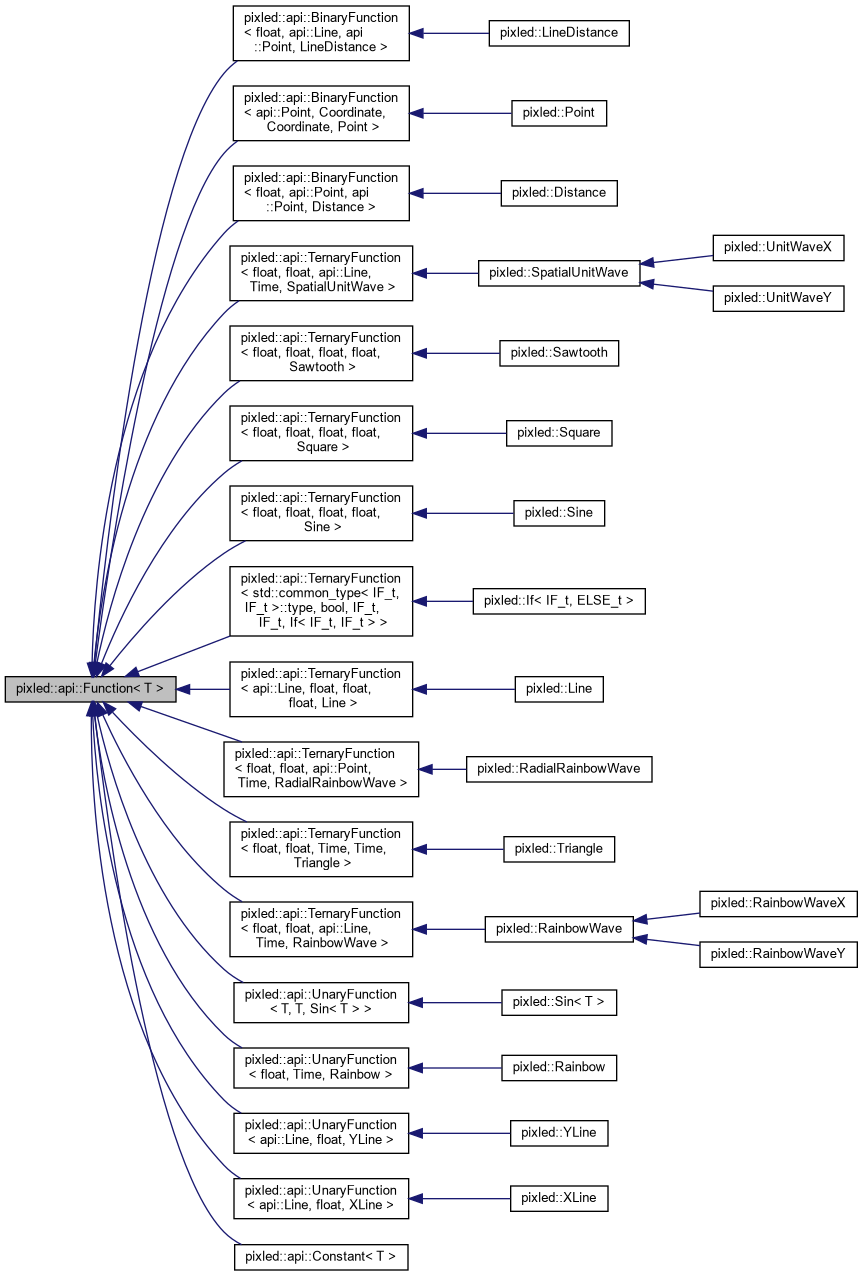 pixled::api::BinaryFunction
< float, api::Line, api
::Point, LineDistance >
pixled::LineDistance
pixled::api::BinaryFunction
< api::Point, Coordinate,
Coordinate, Point >
pixled::Point
pixled::api::BinaryFunction
< float, api::Point, api
::Point, Distance >
pixled::Distance
pixled::api::TernaryFunction
< float, float, api::Line,
Time, SpatialUnitWave >
pixled::SpatialUnitWave
pixled::UnitWaveX
pixled::UnitWaveY
pixled::api::TernaryFunction
< float, float, float, float,
Sawtooth >
pixled::Sawtooth
pixled::api::TernaryFunction
< float, float, float, float,
Square >
pixled::Square
pixled::api::TernaryFunction
< float, float, float, float,
Sine >
pixled::Sine
pixled::api::TernaryFunction
< std::common_type< IF_t,
IF_t >::type, bool, IF_t,
IF_t, If< IF_t, IF_t > >
pixled::If< IF_t, ELSE_t >
pixled::api::Function< T >
pixled::api::TernaryFunction
< api::Line, float, float,
float, Line >
pixled::Line
pixled::api::TernaryFunction
< float, float, api::Point,
Time, RadialRainbowWave >
pixled::RadialRainbowWave
pixled::api::TernaryFunction
< float, float, Time, Time,
Triangle >
pixled::Triangle
pixled::api::TernaryFunction
< float, float, api::Line,
Time, RainbowWave >
pixled::RainbowWave
pixled::RainbowWaveX
pixled::RainbowWaveY
pixled::api::UnaryFunction
< T, T, Sin< T > >
pixled::Sin< T >
pixled::api::UnaryFunction
< float, Time, Rainbow >
pixled::Rainbow
pixled::api::UnaryFunction
< api::Line, float, YLine >
pixled::YLine
pixled::api::UnaryFunction
< api::Line, float, XLine >
pixled::XLine
pixled::api::Constant< T >